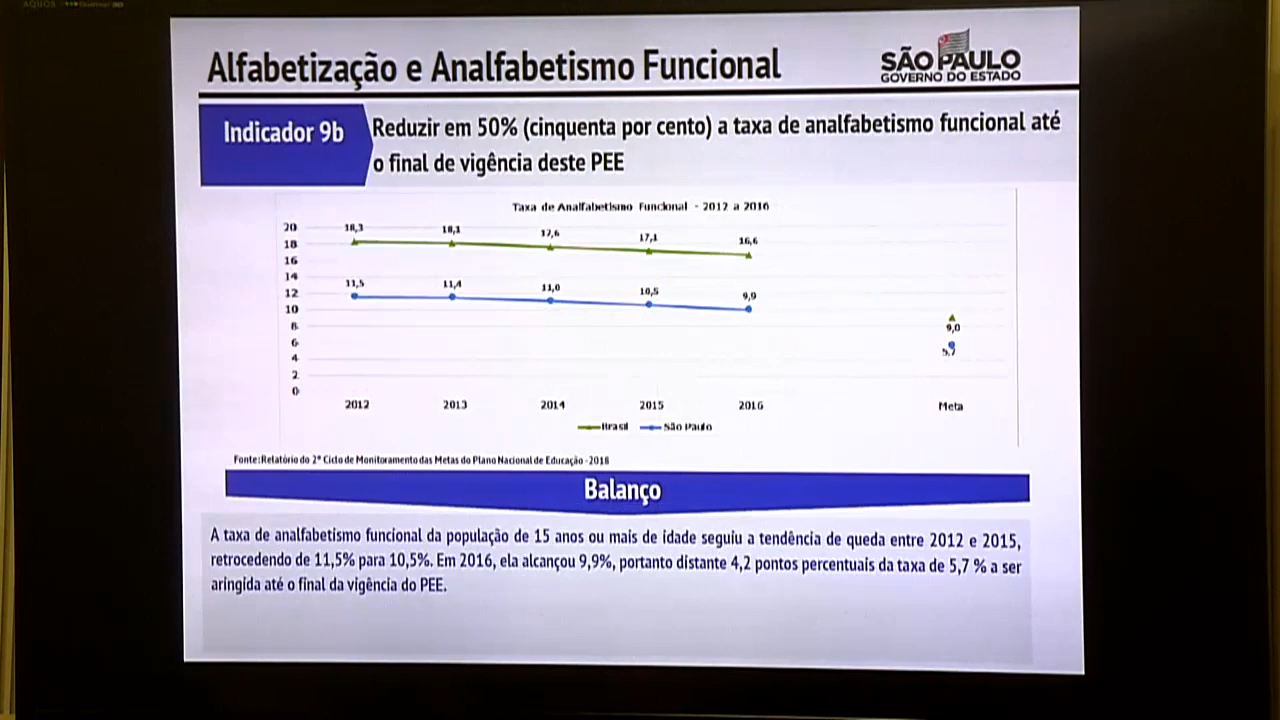 AQUOS
Alfabetização e Analfabetismo Funcional
SÃO PAULO
GOVERNO DO ESTADO
Indicador 9b
Reduzir em 50% (cinquenta por cento) a taxa de analfabetismo funcional até
o final de vigência deste PEE
Taxa de Analfabetismo Funcional - 2012 a 2016
20
18
16
14
12
10
8
6
4
2
0
18,3
18,1
17,6
17,1
16,6
11,5
11,4
11,0
10,5
9,9
9,0
5,7
2012
2013
2014
2015
2016
Meta
Brasil
São Paulo
Fonte:Relatório do 2º Ciclo de Monitoramento das Metas do Plano Nacional de Educação -2018
Balanço
A taxa de analfabetismo funcional da população de 15 anos ou mais de idade seguiu a tendência de queda entre 2012 e 2015,
retrocedendo de 11,5% para 10,5%. Em 2016, ela alcançou 9,9%, portanto distante 4,2 pontos percentuais da taxa de 5,7 % a ser
aringida até o final da vigência do PEE.